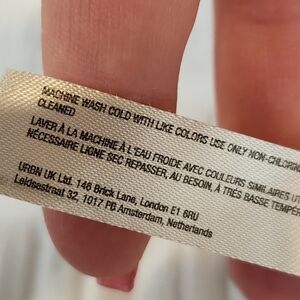 MACHINE WASH COLD WITH LIKE COLORS USE ONLY NON-CHLORINE
CLEANED
LAVER À LA MACHINE À L'EAU FROIDE AVEC COULEURS SIMILAIRES
NÉCESSAIRE LIGNE SEC REPASSER, AU BESOIN, À TRÈS BASSE
URBN UK Ltd. 146 Brick Lane, London E1 6RU
Leidsestraat 32, 1017 PB Amsterdam, Netherlands